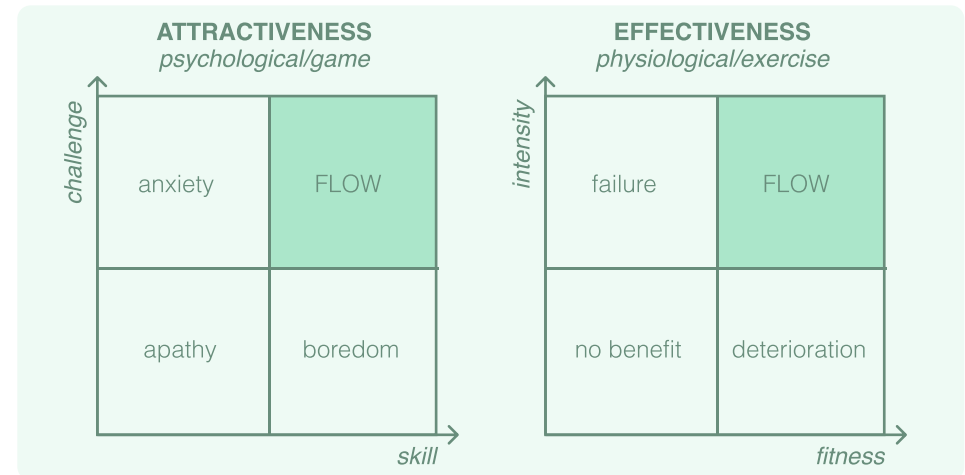 ATTRACTIVENESS
psychological/game
challenge
anxiety
FLOW
apathy
boredom
skill
EFFECTIVENESS
physiological/exercise
intensity
failure
FLOW
no benefit
deterioration
fitness